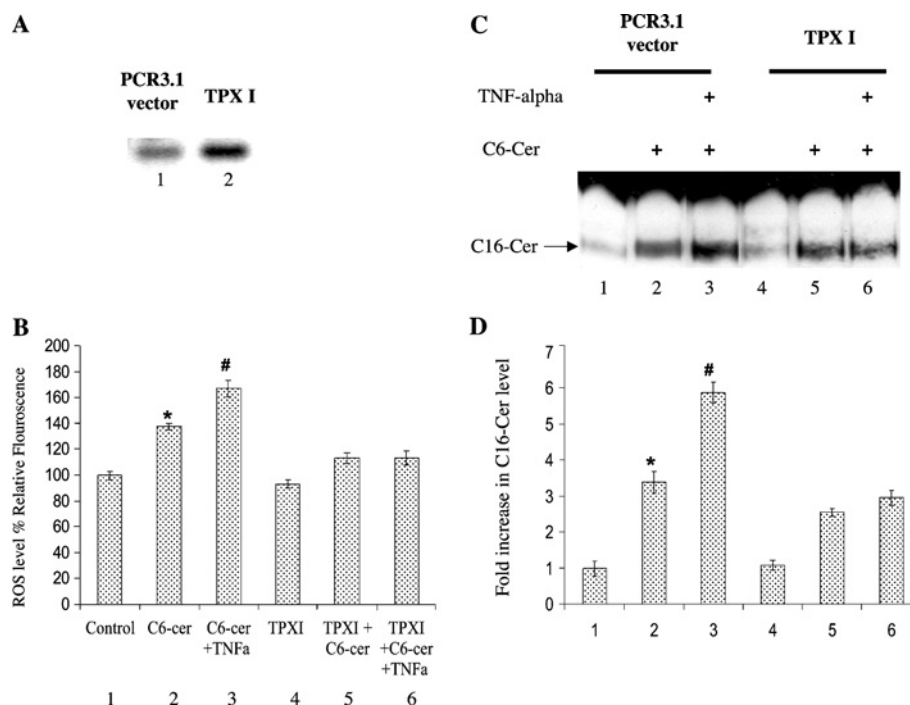 A
PCR3.1
vector
TPX I
1 2
B
ROS level % Relative Flouroscence
200
180
160
140
120
100
80
60
40
20
0
*
#
Control C6-cer C6-cer
+TNFa TPXI TPXI +
C6-cer TPXI
+C6-cer
+TNFa
1 2 3 4 5 6
C
PCR3.1
vector
TPX I
TNF-alpha + +
C6-Cer + + + +
C16-Cer
1 2 3 4 5 6
D
Fold increase in C16-Cer level
7
6
5
4
3
2
1
0
*
#
1 2 3 4 5 6